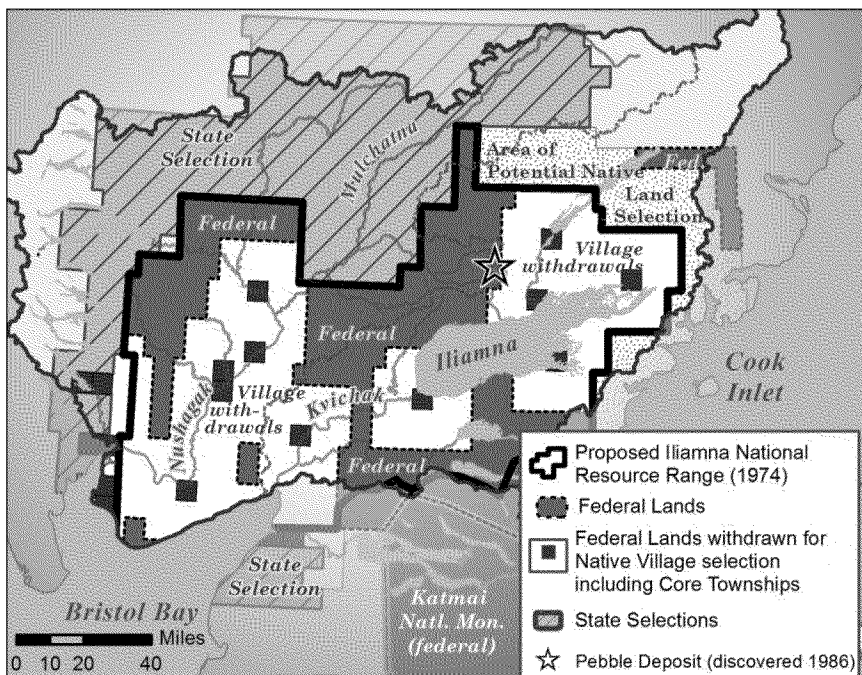 State
Selection
Mulchatna
Area of
Potential Native
Land
Selection
Fed.
Federal
Village
withdrawals
Federal
Iliamna
Nushagak
Village
with-
drawals
Kvichak
Federal
Cook
Inlet
State
Selection
Bristol Bay
Katmai
Natl. Mon.
(federal)
Miles
0 10 20 40
Proposed Iliamna National
Resource Range (1974)
Federal Lands
Federal Lands withdrawn for
Native Village selection
including Core Townships
State Selections
Pebble Deposit (discovered 1986)